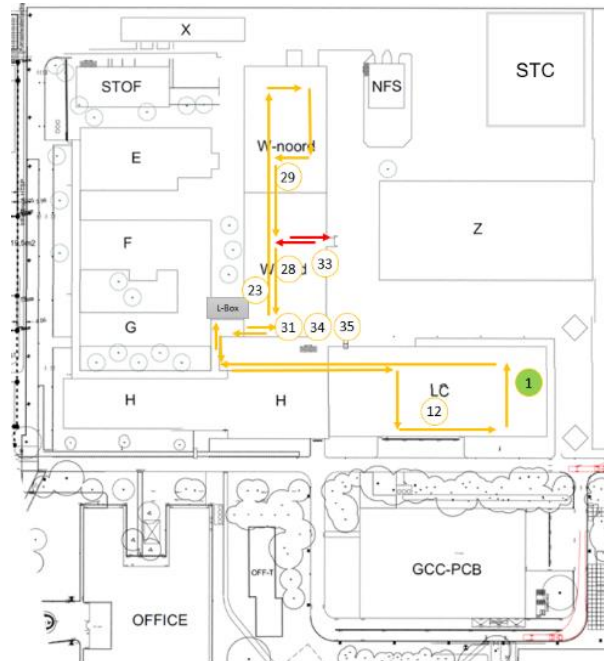 X
STOF
NFS
STC
E
W-noord
29
F
Z
33
28
23
L-Box
G
31
34
35
1
LC
12
H
H
OFF-T
GCC-PCB
OFFICE